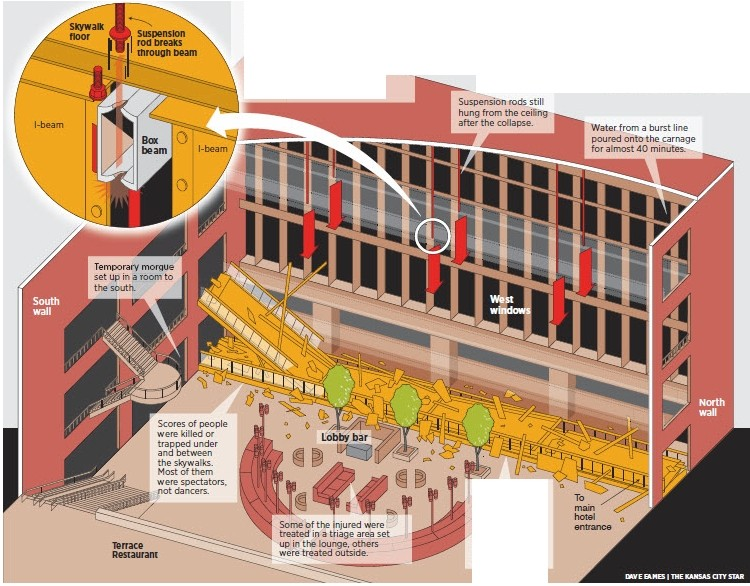 Skywalk
floor
Suspension
rod breaks
through beam
I-beam
Box
beam
I-beam
Suspension rods still
hung from the ceiling
after the collapse.
Water from a burst line
poured onto the carnage
for almost 40 minutes.
Temporary morgue
set up in a room to
the south.
South
wall
West
windows
North
wall
Scores of people
were killed or
trapped under
and between
the skywalks.
Most of them
were spectators,
not dancers.
Lobby bar
Some of the injured were
treated in a triage area set
up in the lounge, others
were treated outside.
To
main
hotel
entrance
Terrace
Restaurant
DAVE EAMES | THE KANSAS CITY STAR